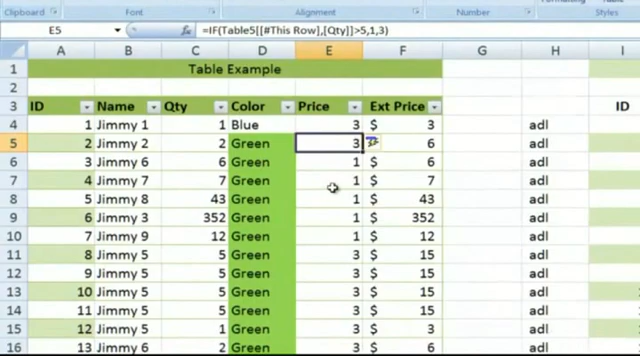 Clipboard Font Alignment Number Styles
E5 fx =IF(Table5[[#This Row],[Qty]]>5,1,3)
A B C D E F G H I
1 Table Example
2
3 ID Name Qty Color Price Ext Price ID
4 1 Jimmy 1 1 Blue 3 $ 3 adl
5 2 Jimmy 2 2 Green 3 6 adl
6 3 Jimmy 6 6 Green 1 $ 6 adl
7 4 Jimmy 7 7 Green 1 $ 7 adl
8 5 Jimmy 8 43 Green 1 $ 43 adl
9 6 Jimmy 3 352 Green 1 $ 352 adl
10 7 Jimmy 9 12 Green 1 $ 12 adl
11 8 Jimmy 5 5 Green 3 $ 15 adl
12 9 Jimmy 5 5 Green 3 $ 15 adl
13 10 Jimmy 5 5 Green 3 $ 15 adl
14 11 Jimmy 5 5 Green 3 $ 15 adl
15 12 Jimmy 5 1 Green 3 $ 3 adl
16 13 Jimmy 6 2 Green 3 $ 6 adl